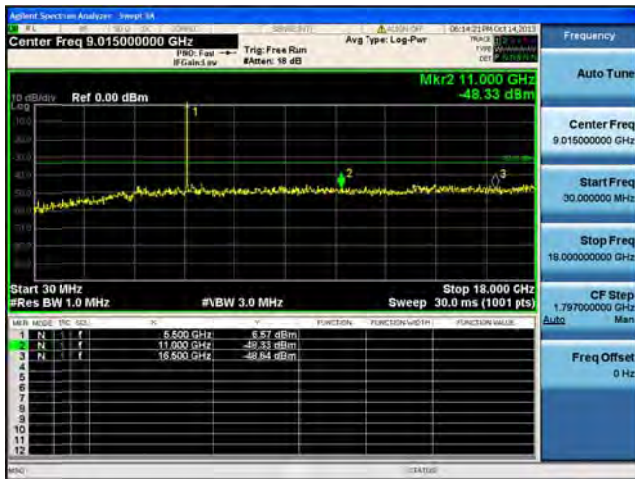 Agilent Spectrum Analyzer - Swept SA
RL
Center Freq 9.015000000 GHz
PNO: Fast
IFGain:Low
Trig: Free Run
#Atten: 18 dB
ALIGN OFF
Avg Type: Log-Pwr
06:14:21 PM Oct 14, 2013
TRACE
TYPE
DET
Mkr2 11.000 GHz
-48.33 dBm
10 dB/div
Log
Ref 0.00 dBm
1
2
3
Start 30 MHz
Stop 18.000 GHz
#Res BW 1.0 MHz
#VBW 3.0 MHz
Sweep 30.0 ms (1001 pts)
MKR MODE TRC SCL X Y FUNCTION FUNCTION WIDTH FUNCTION VALUE
1 N 1 f 5.500 GHz 6.57 dBm
2 N 1 f 11.000 GHz -48.33 dBm
3 N 1 f 16.500 GHz -48.64 dBm
4
5
6
7
8
9
10
11
12
MSG
STATUS
Frequency
Auto Tune
Center Freq
9.015000000 GHz
Start Freq
30.000000 MHz
Stop Freq
18.000000000 GHz
CF Step
1.797000000 GHz
Auto Man
Freq Offset
0 Hz